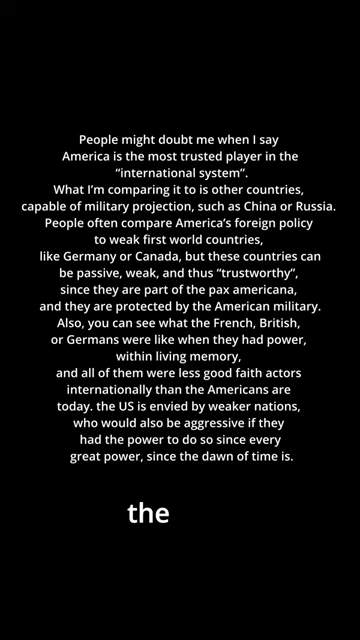 People might doubt me when I say
America is the most trusted player in the
“international system”.
What I’m comparing it to is other countries,
capable of military projection, such as China or Russia.
People often compare America’s foreign policy
to weak first world countries,
like Germany or Canada, but these countries can
be passive, weak, and thus “trustworthy”,
since they are part of the pax americana,
and they are protected by the American military.
Also, you can see what the French, British,
or Germans were like when they had power,
within living memory,
and all of them were less good faith actors
internationally than the Americans are
today. the US is envied by weaker nations,
who would also be aggressive if they
had the power to do so since every
great power, since the dawn of time is.
the